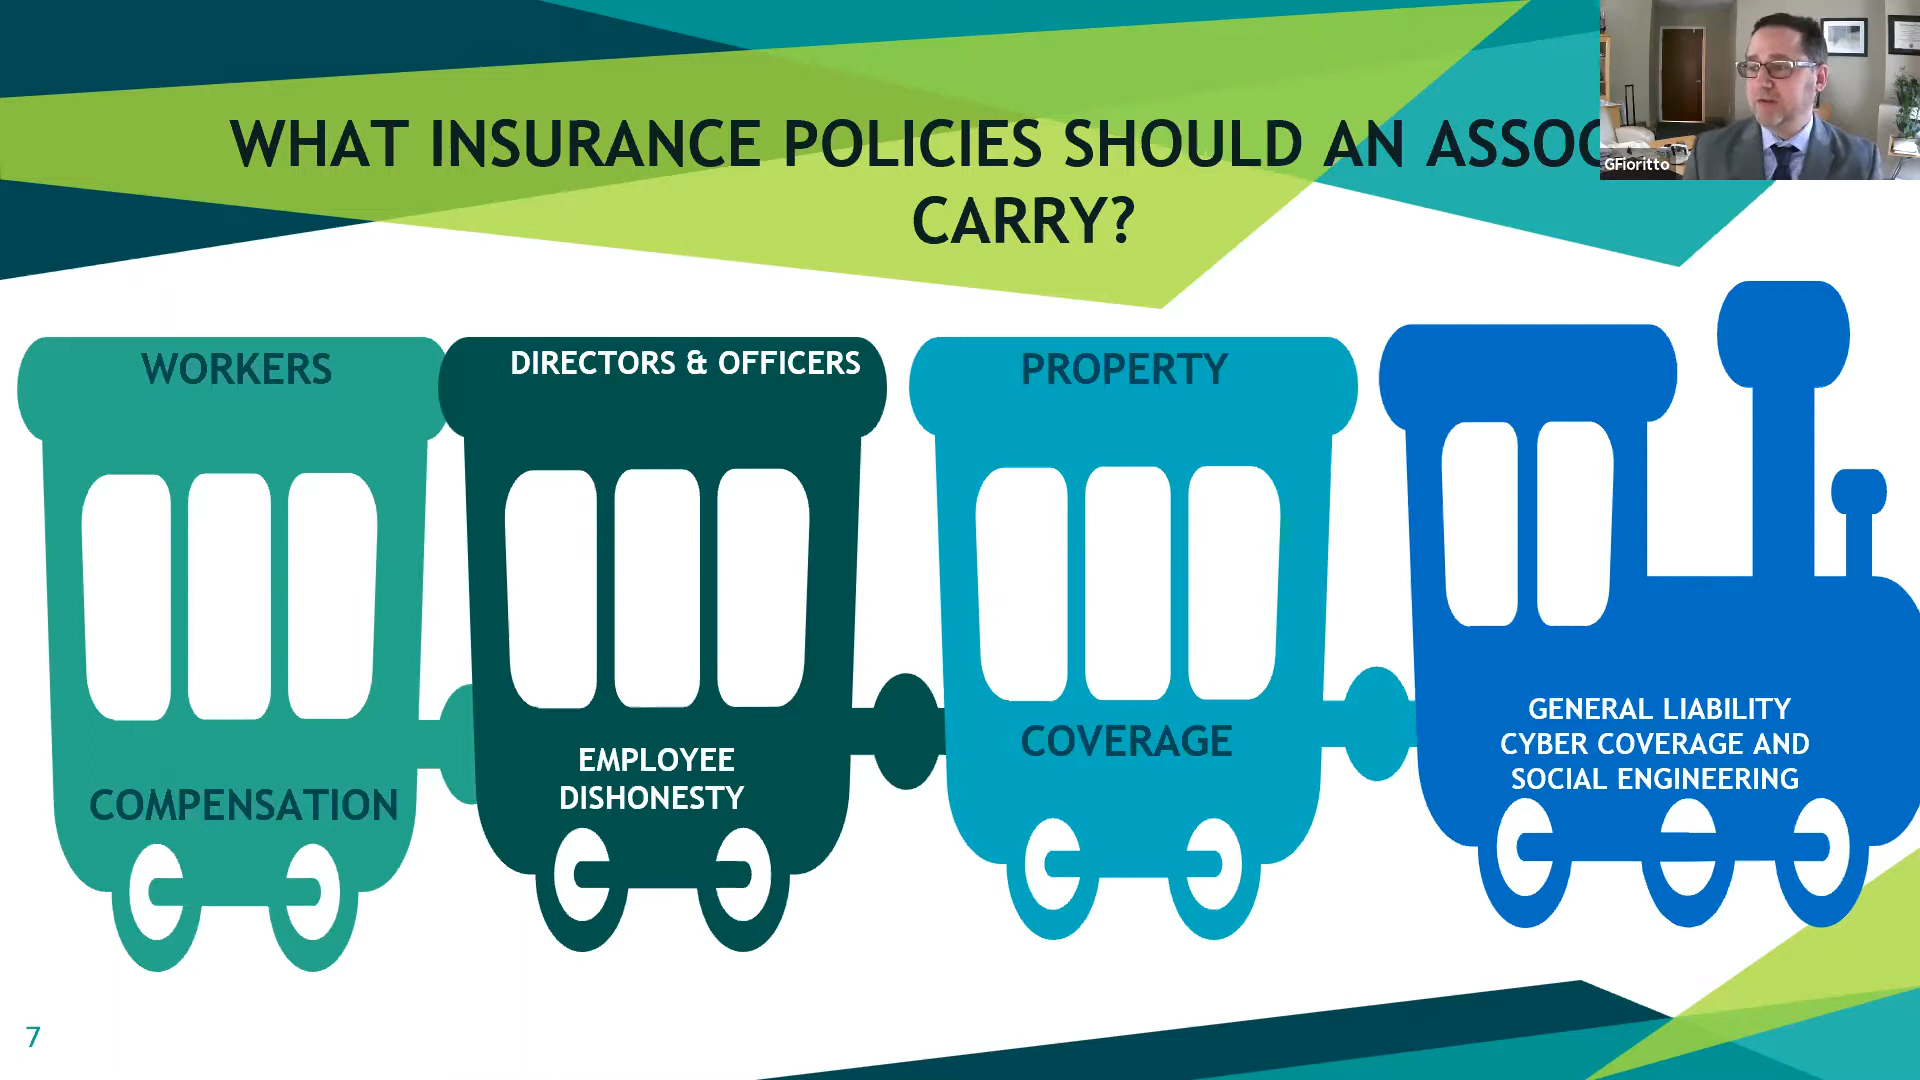 WHAT INSURANCE POLICIES SHOULD AN ASSOC
CARRY?
GFioritto
WORKERS
COMPENSATION
DIRECTORS & OFFICERS
EMPLOYEE
DISHONESTY
PROPERTY
COVERAGE
GENERAL LIABILITY
CYBER COVERAGE AND
SOCIAL ENGINEERING
7